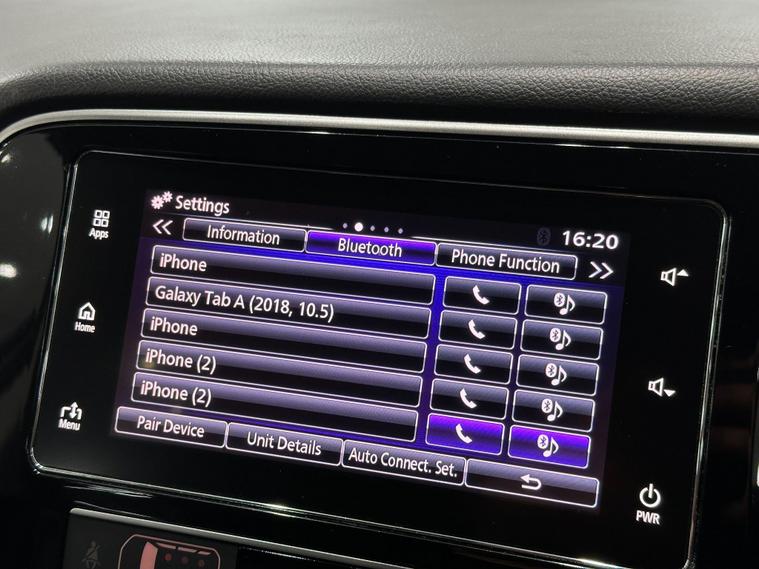 Settings
16:20
Information
Bluetooth
Phone Function
iPhone
Galaxy Tab A (2018, 10.5)
iPhone
iPhone (2)
iPhone (2)
Pair Device
Unit Details
Auto Connect. Set.
Apps
Home
Menu
PWR